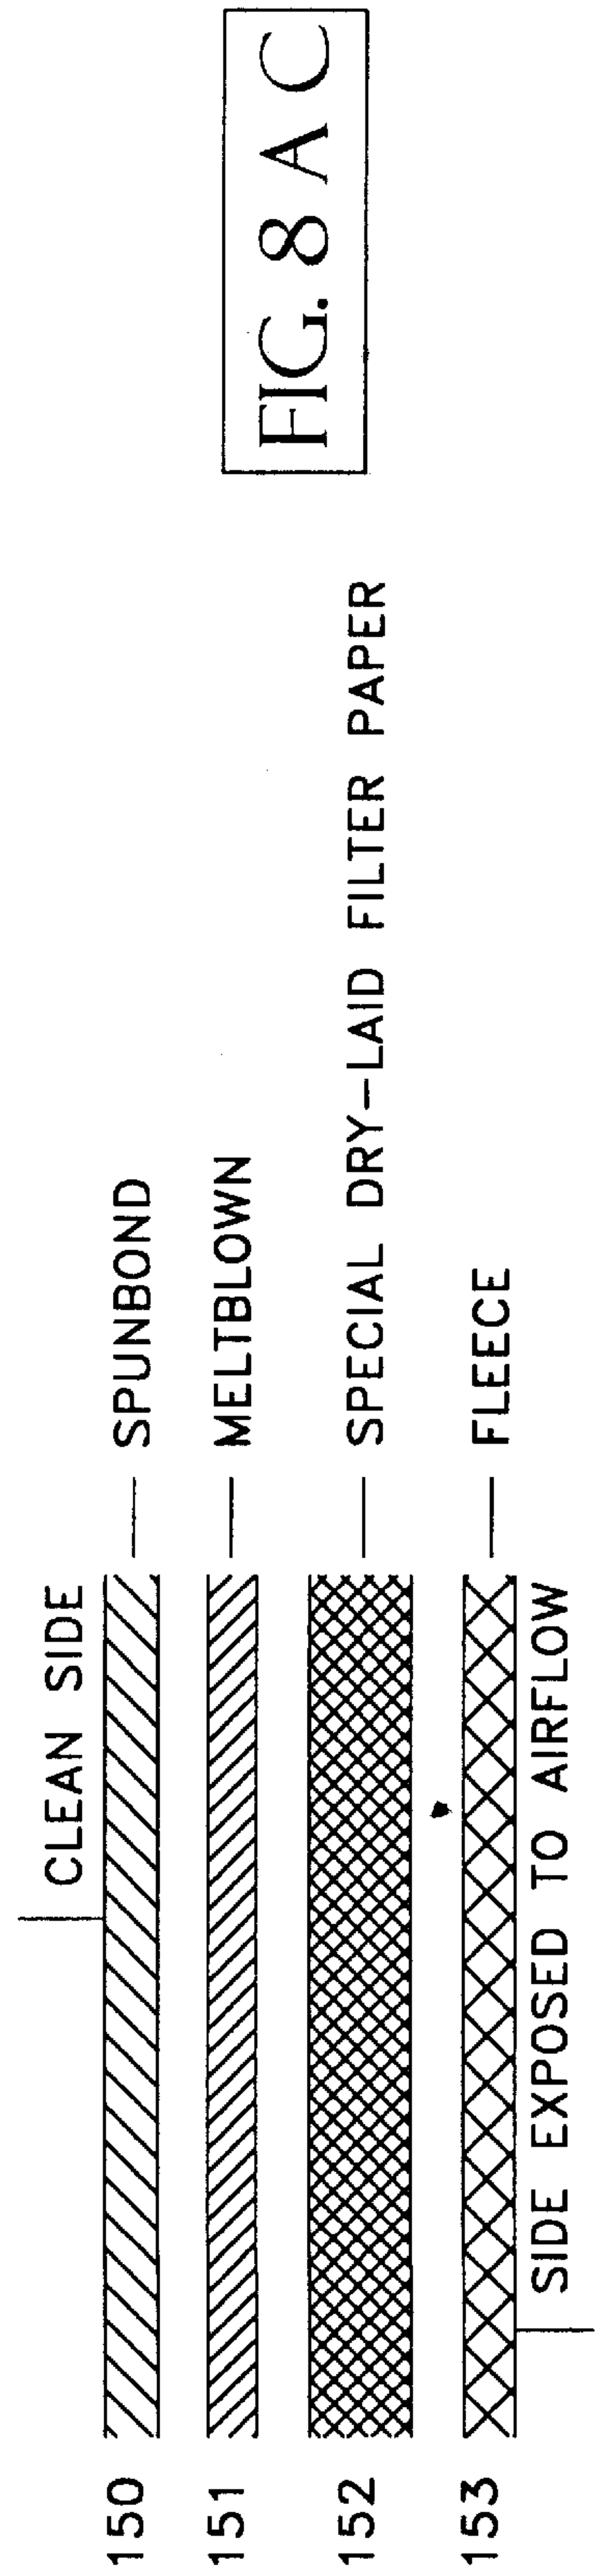 CLEAN SIDE
150 SPUNBOND
151 MELTBLOWN
152 SPECIAL DRY-LAID FILTER PAPER
153 FLEECE
SIDE EXPOSED TO AIRFLOW
FIG. 8 A C